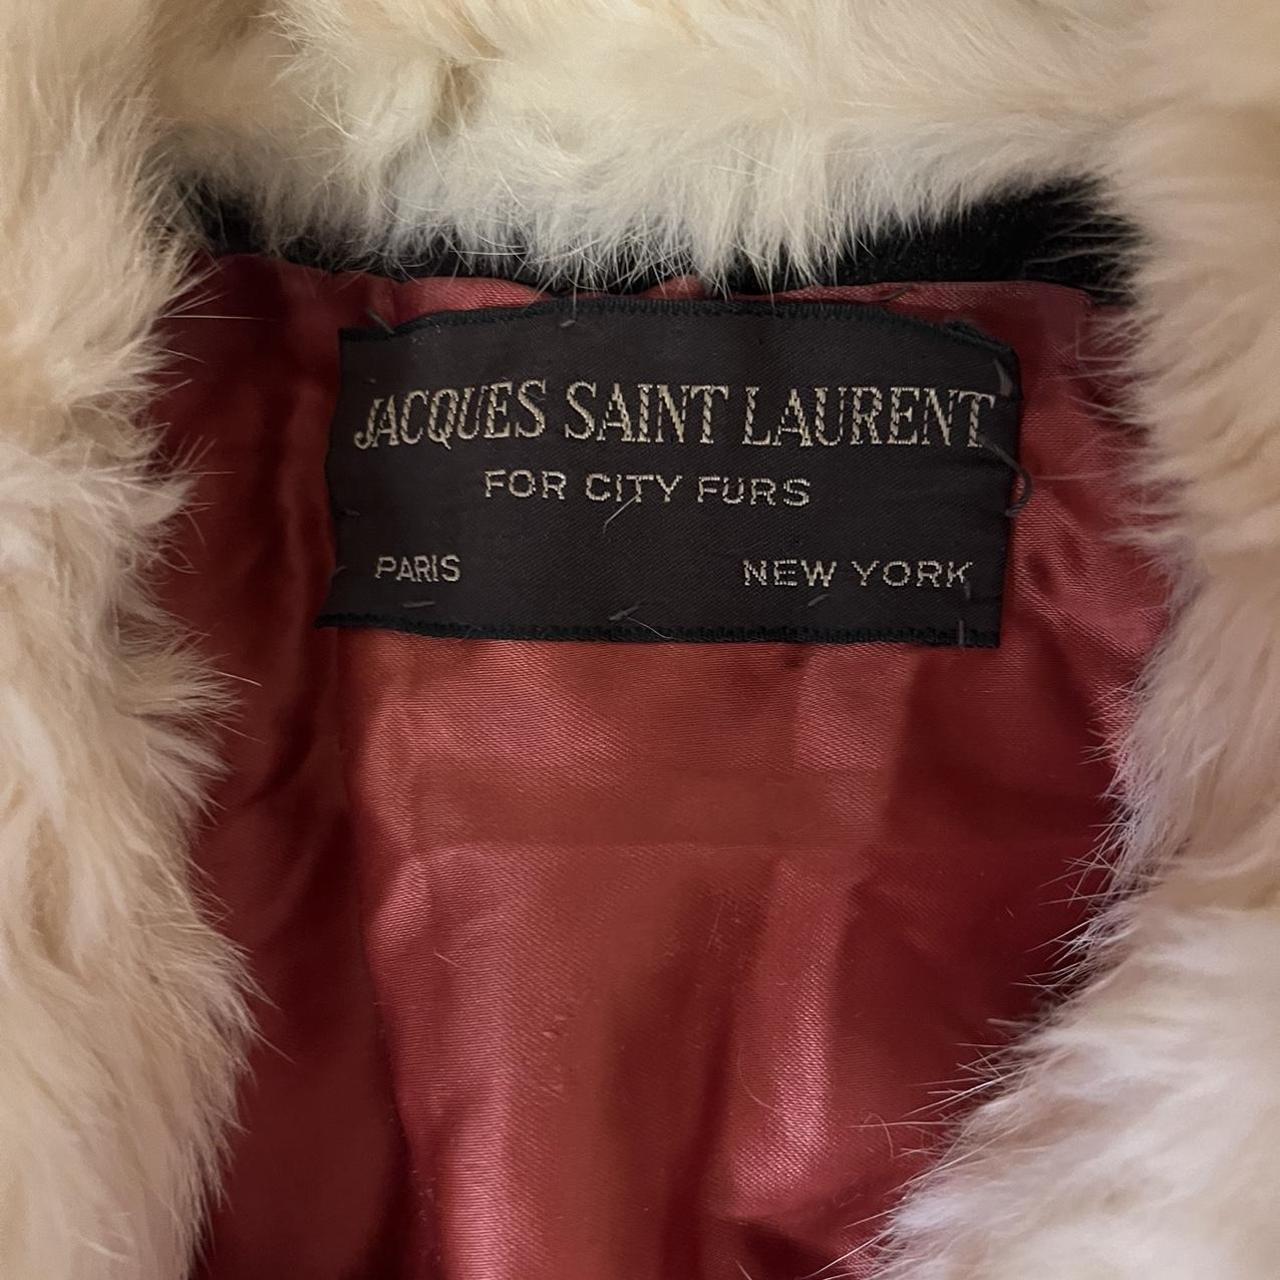 JACQUES SAINT LAURENT
FOR CITY FURS
PARIS NEW YORK